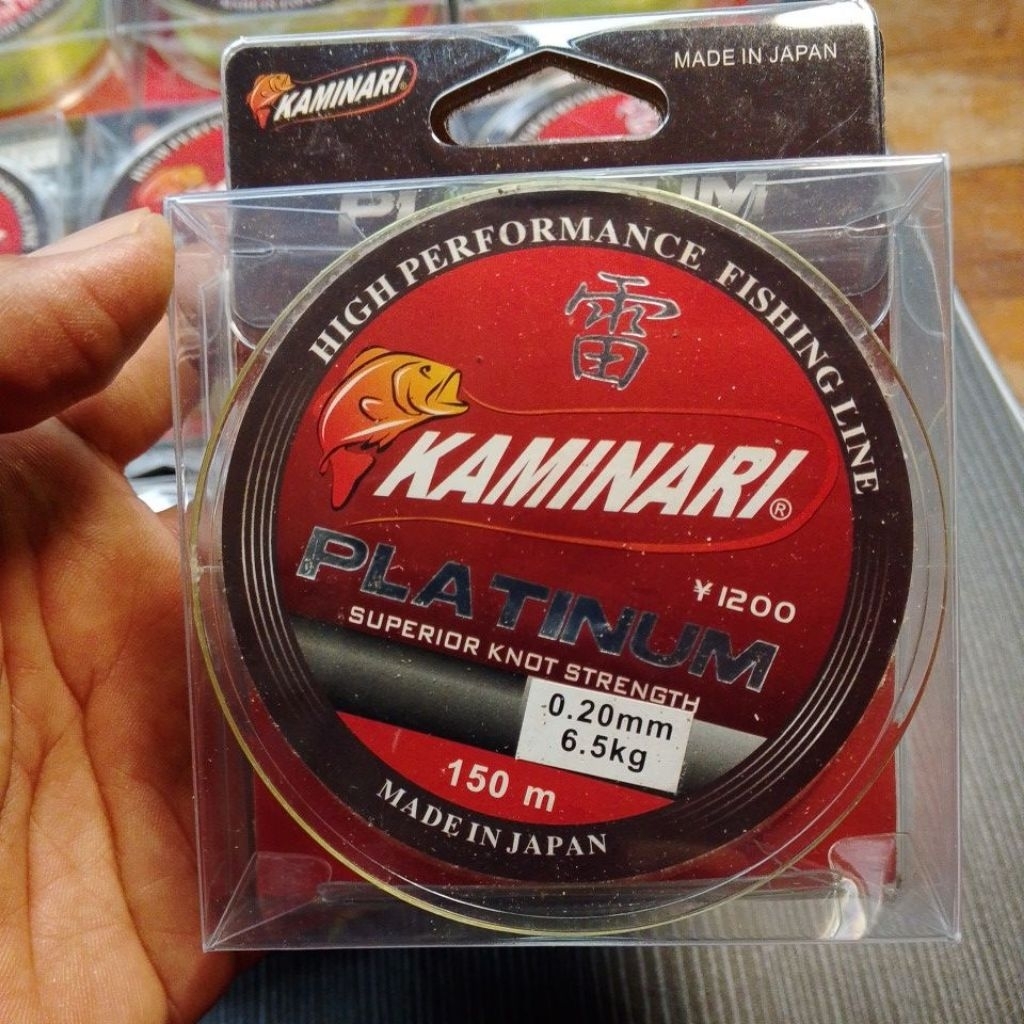 KAMINARI®
MADE IN JAPAN
PLATINUM
HIGH PERFORMANCE FISHING LINE
雷
KAMINARI®
¥1200
PLATINUM
SUPERIOR KNOT STRENGTH
0.20mm
6.5kg
150 m
MADE IN JAPAN